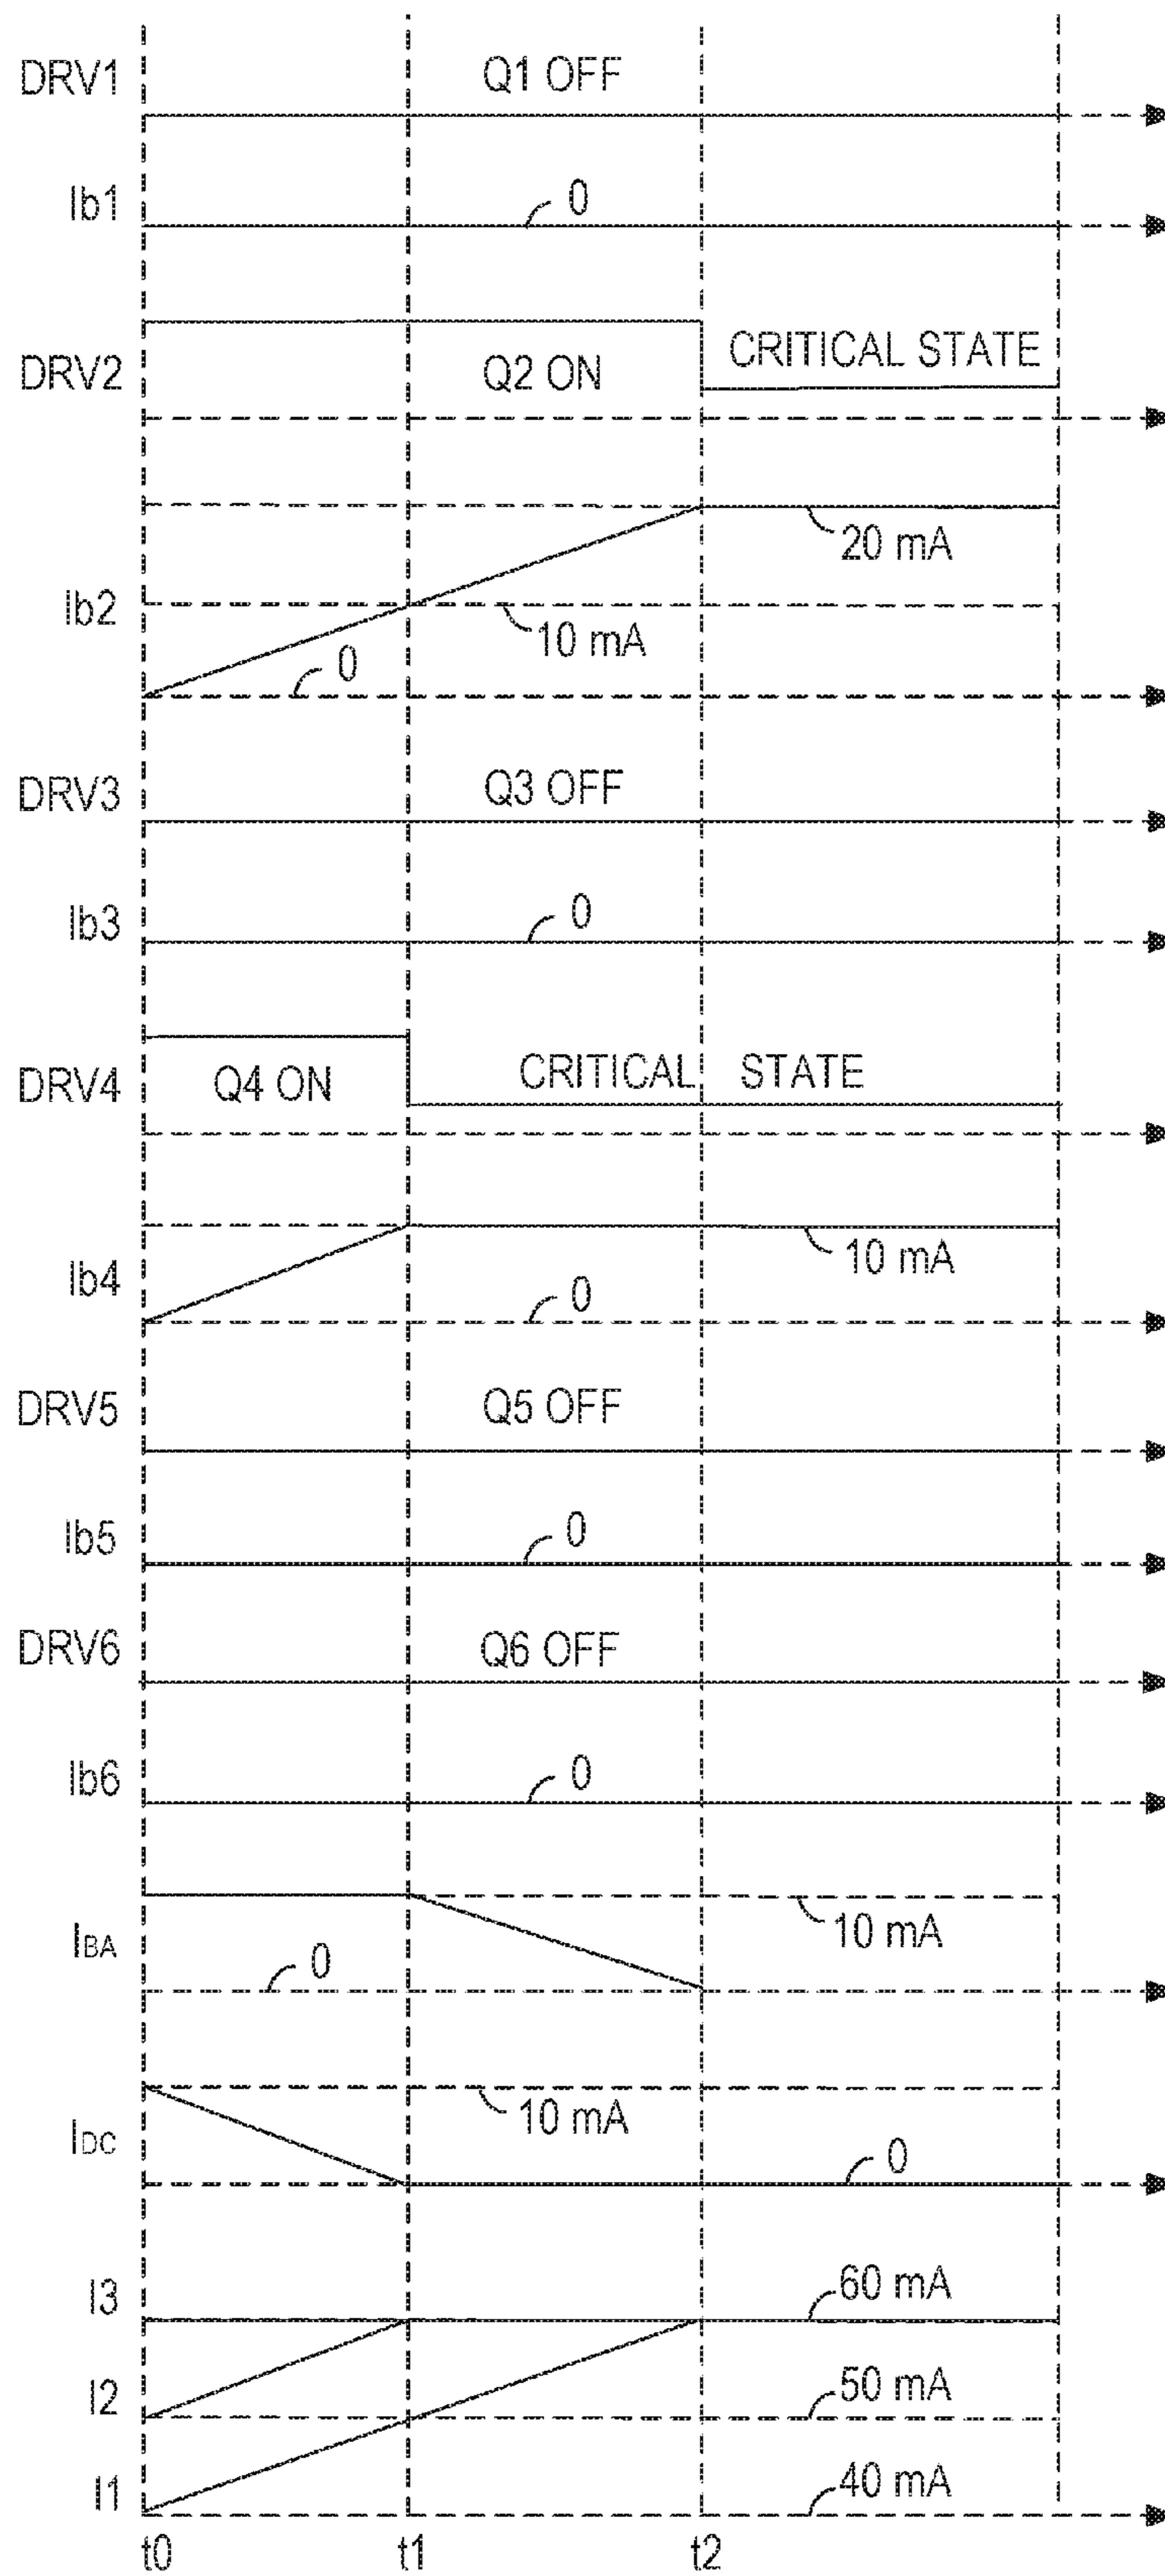 DRV1 Q1 OFF
Ib1 0
DRV2 Q2 ON CRITICAL STATE
20 mA
Ib2 10 mA
0
DRV3 Q3 OFF
Ib3 0
DRV4 Q4 ON CRITICAL STATE
10 mA
Ib4 0
DRV5 Q5 OFF
Ib5 0
DRV6 Q6 OFF
Ib6 0
IBA 10 mA
0
10 mA
IDC 0
I3 60 mA
I2 50 mA
I1 40 mA
t0 t1 t2